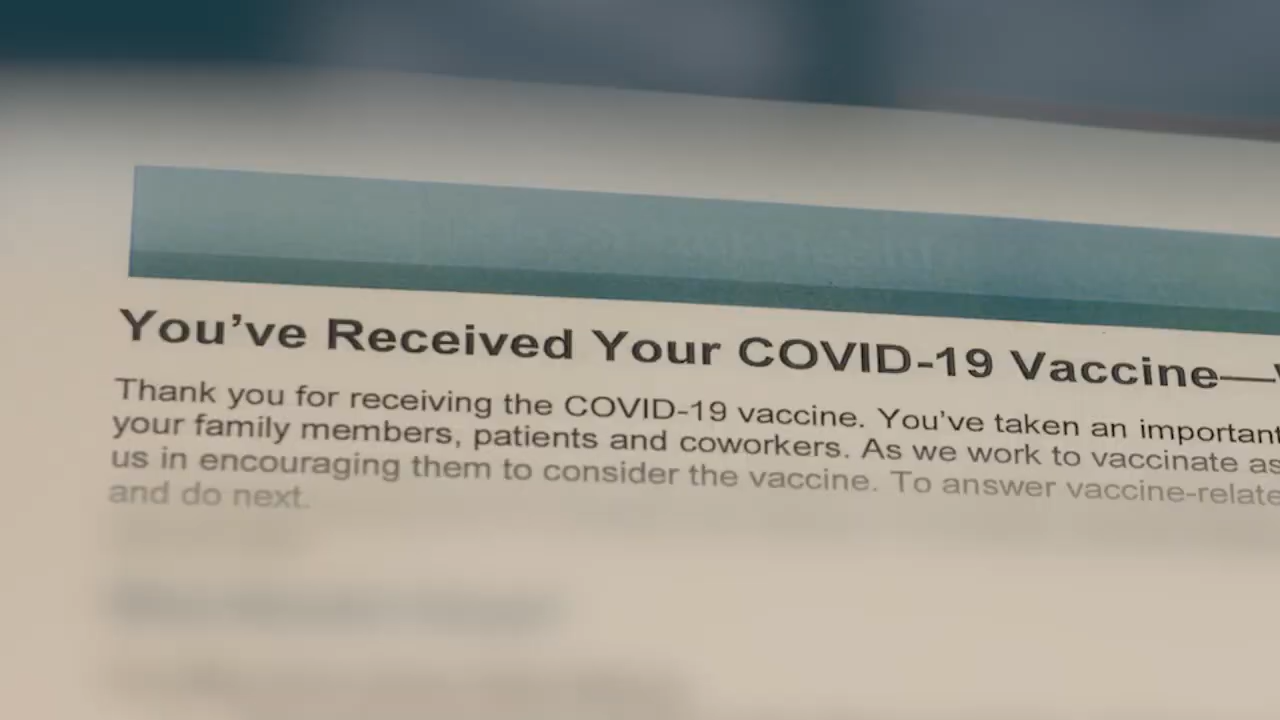 You've Received Your COVID-19 Vaccine—
Thank you for receiving the COVID-19 vaccine. You've taken an important
your family members, patients and coworkers. As we work to vaccinate as
us in encouraging them to consider the vaccine. To answer vaccine-relate
and do next.